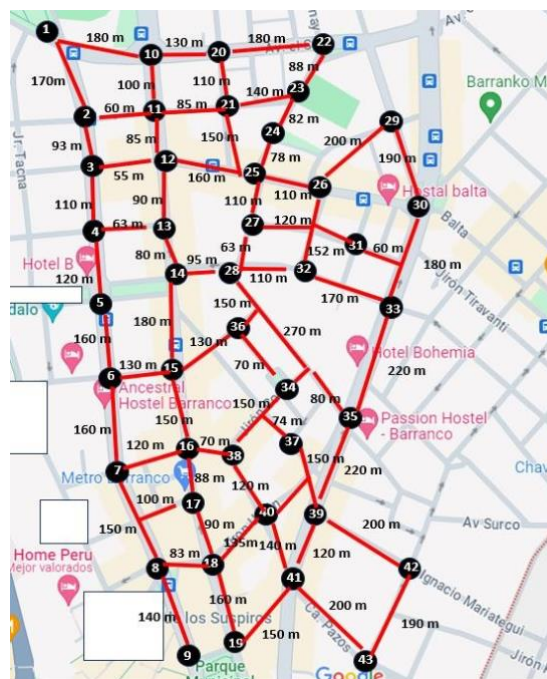 1
180 m
10
130 m
20
180 m
22
Av.
Av. el S
nay
170m
100 m
110 m
88 m
140 m
23
Barranko M
2
60 m
11
85 m
21
82 m
29
93 m
85 m
150 m
24
200 m
Jr. Tacna
3
55 m
12
160 m
78 m
190 m
25
110 m
26
Hostal balta
110 m
90 m
110 m
30
4
63 m
13
27
120 m
Balta
Hotel B
80 m
63 m
152 m
31
60 m
180 m
120 m
14
95 m
28
110 m
32
170 m
Jirón Tiravanti
dalo
5
180 m
150 m
33
160 m
130 m
36
270 m
Hotel Bohemia
130 m
15
70 m
220 m
6
Ancestral
Hostel Barranco
34
80 m
150 m
35
Passion Hostel
- Barranco
160 m
150 m
74 m
120 m
16
70 m
38
37
150 m
220 m
7
Metro
88 m
Chav
100 m
17
120 m
200 m
150 m
90 m
40
39
Av Surco
Home Peru
Mejor valorados
83 m
135m
140 m
120 m
8
18
42
41
Ignacio Mariategui
140 m
160 m
los Suspiros
200 m
190 m
Ca. Pazos
9
19
150 m
43
Parque
Google